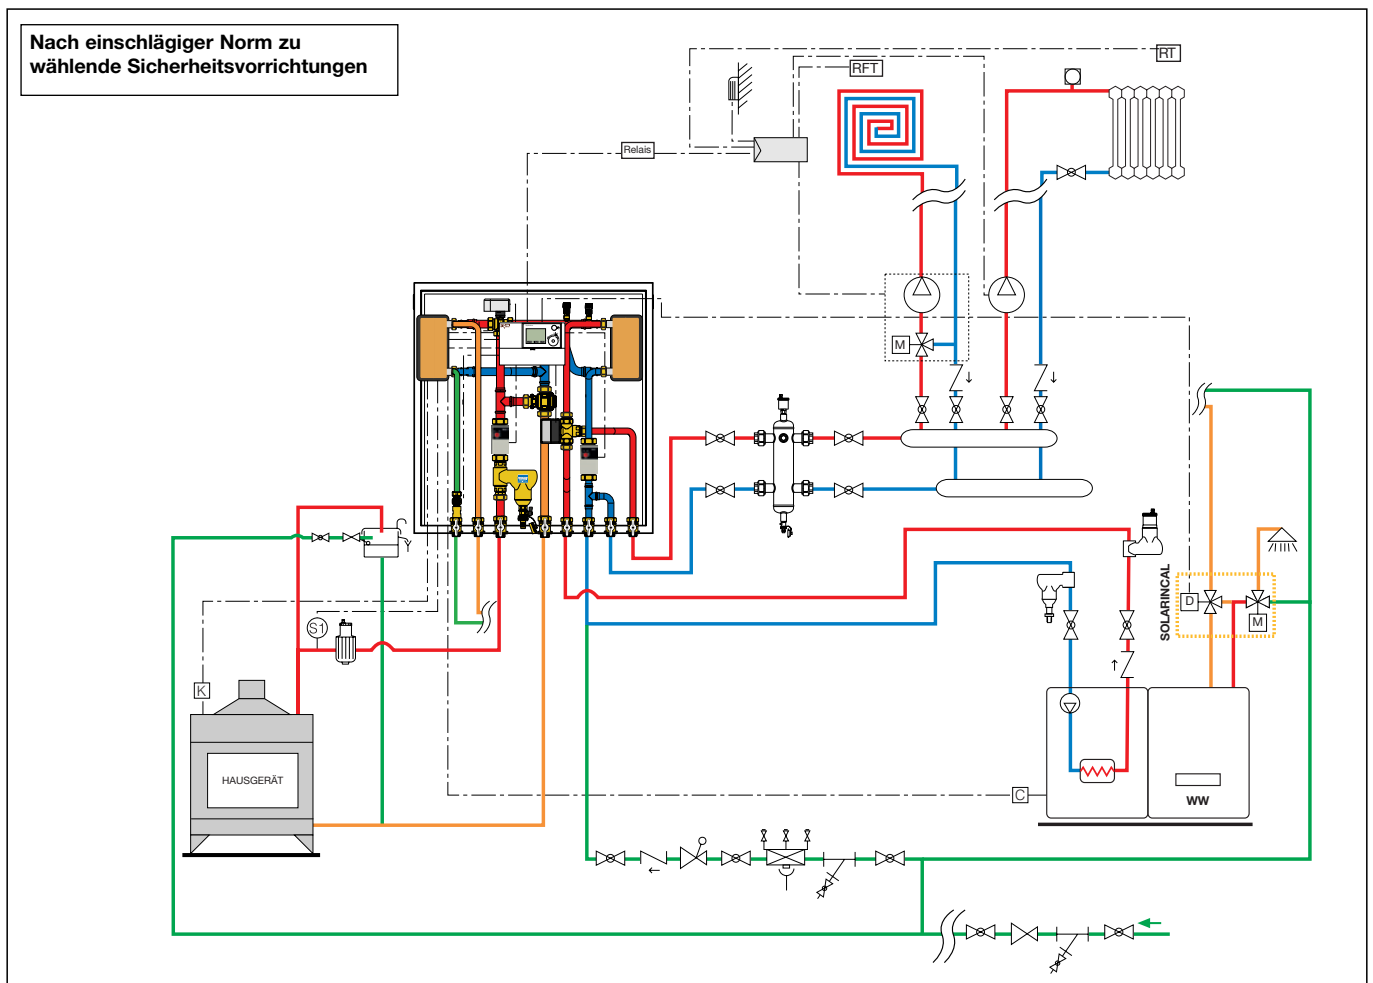 Nach einschlägiger Norm zu
wählende Sicherheitsvorrichtungen
RT
RFT
Relais
M
S1
K
HAUSGERÄT
C
SOLARINCAL
D
M
WW